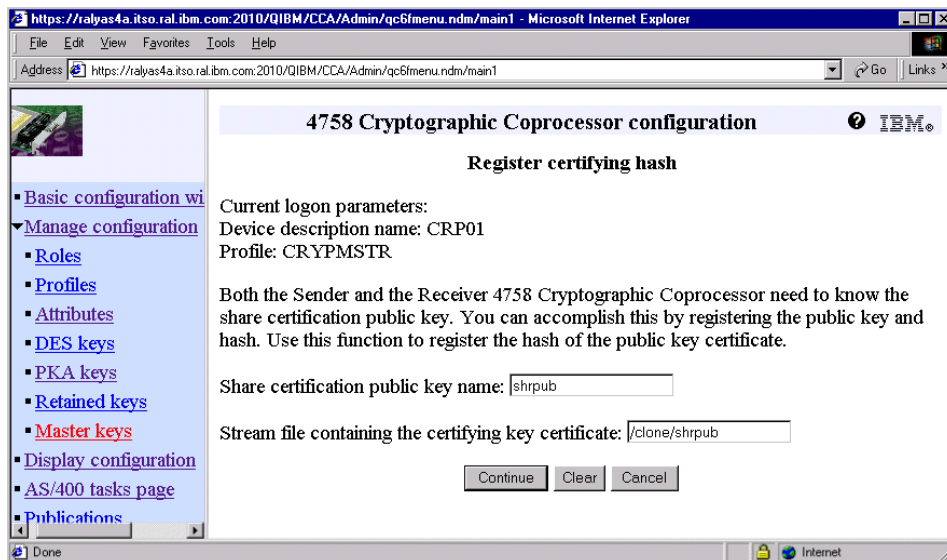 https://ralyas4a.itso.ral.ibm.com:2010/QIBM/CCA/Admin/qc6fmenu.ndm/main1 - Microsoft Internet Explorer
File Edit View Favorites Tools Help
Address https://ralyas4a.itso.ral.ibm.com:2010/QIBM/CCA/Admin/qc6fmenu.ndm/main1 Go Links
Basic configuration wi
Manage configuration
Roles
Profiles
Attributes
DES keys
PKA keys
Retained keys
Master keys
Display configuration
AS/400 tasks page
Publications
4758 Cryptographic Coprocessor configuration
IBM®
Register certifying hash
Current logon parameters:
Device description name: CRP01
Profile: CRYPMSTR
Both the Sender and the Receiver 4758 Cryptographic Coprocessor need to know the
share certification public key. You can accomplish this by registering the public key and
hash. Use this function to register the hash of the public key certificate.
Share certification public key name: shrpub
Stream file containing the certifying key certificate: /clone/shrpub
Continue Clear Cancel
Done Internet